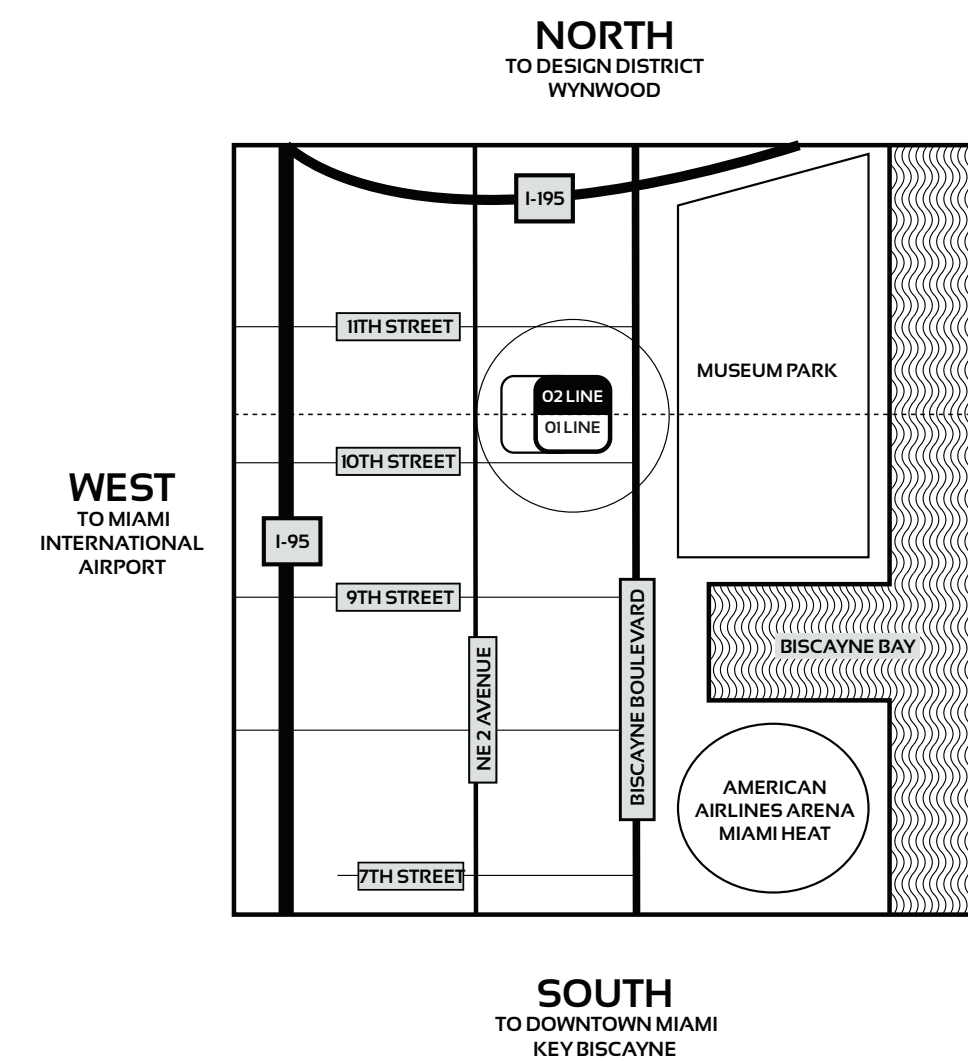 NORTH
TO DESIGN DISTRICT
WYNWOOD
I-195
11TH STREET
MUSEUM PARK
02 LINE
01 LINE
10TH STREET
WEST
TO MIAMI
INTERNATIONAL
AIRPORT
I-95
9TH STREET
BISCAYNE BOULEVARD
BISCAYNE BAY
NE 2 AVENUE
AMERICAN
AIRLINES ARENA
MIAMI HEAT
7TH STREET
SOUTH
TO DOWNTOWN MIAMI
KEY BISCAYNE